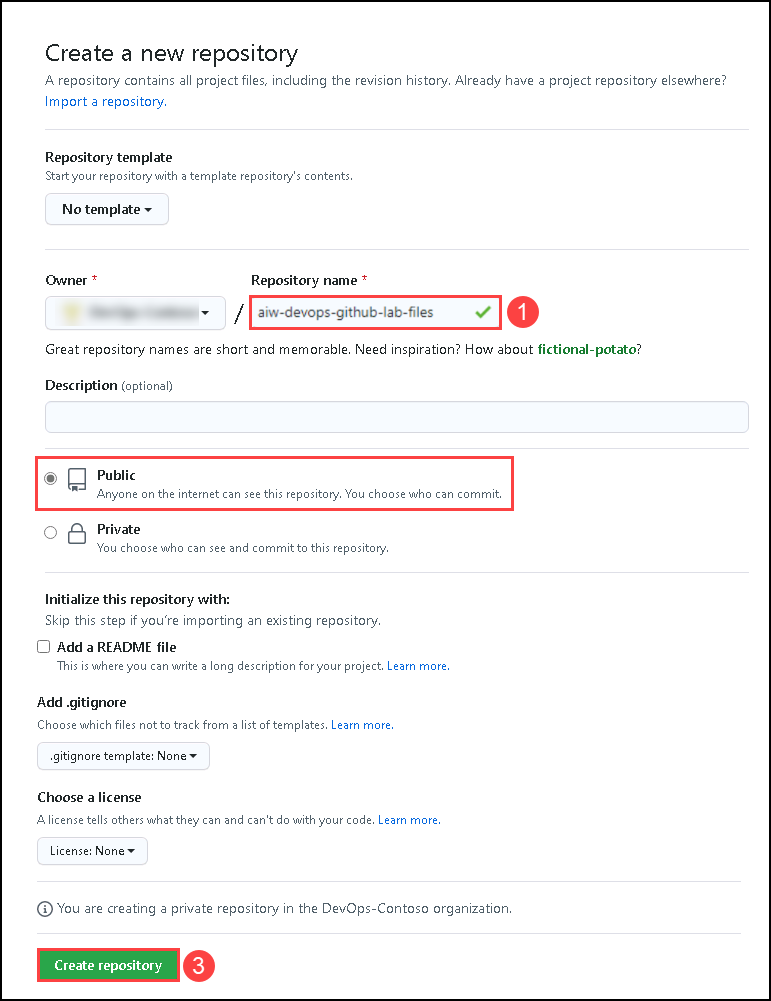 Create a new repository
A repository contains all project files, including the revision history. Already have a project repository elsewhere?
Import a repository.
Repository template
Start your repository with a template repository's contents.
No template
Owner *
Repository name *
/
aiw-devops-github-lab-files
1
Great repository names are short and memorable. Need inspiration? How about fictional-potato?
Description (optional)
Public
Anyone on the internet can see this repository. You choose who can commit.
Private
You choose who can see and commit to this repository.
Initialize this repository with:
Skip this step if you're importing an existing repository.
Add a README file
This is where you can write a long description for your project. Learn more.
Add .gitignore
Choose which files not to track from a list of templates. Learn more.
.gitignore template: None
Choose a license
A license tells others what they can and can't do with your code. Learn more.
License: None
You are creating a private repository in the DevOps-Contoso organization.
Create repository
3